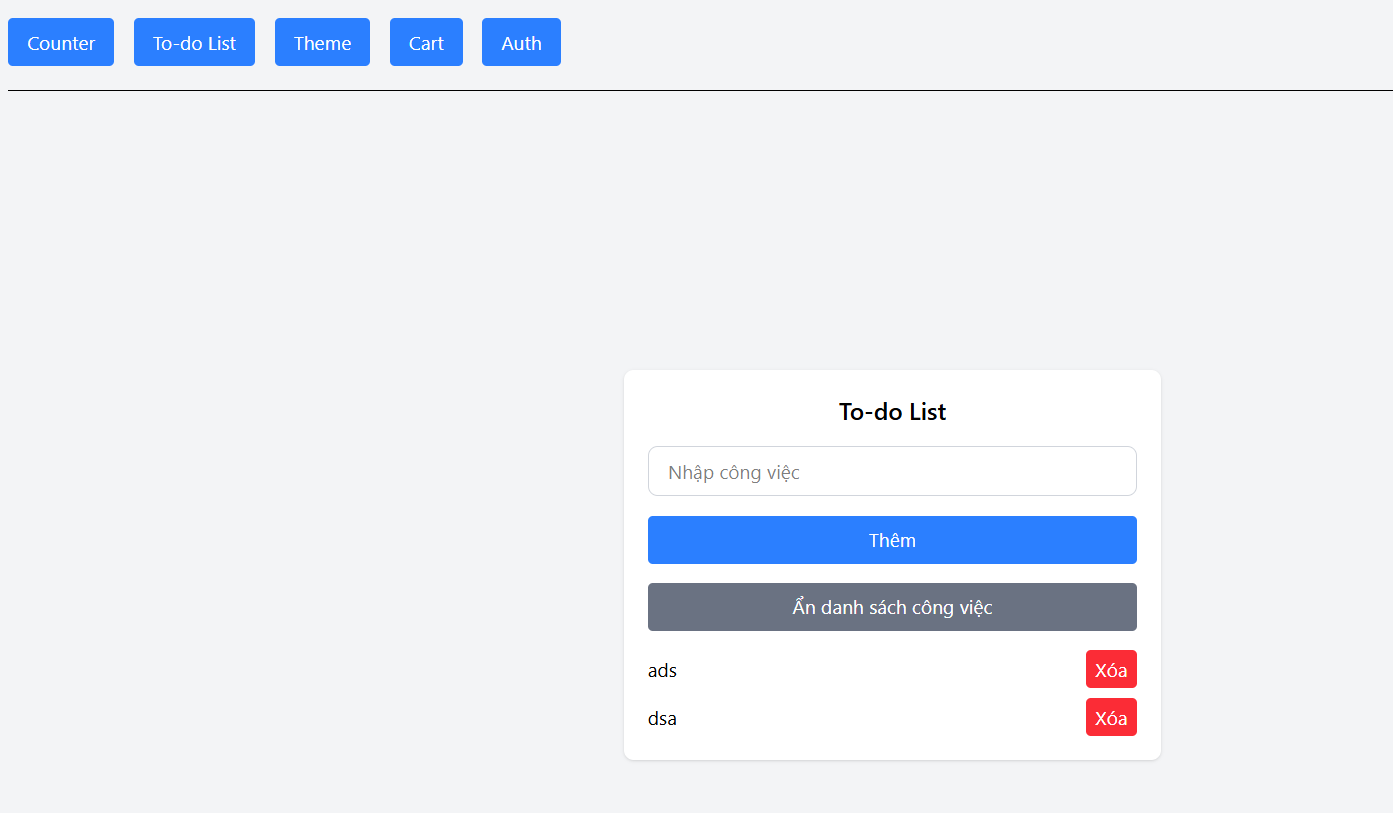 Counter To-do List Theme Cart Auth
To-do List
Nhập công việc
Thêm
Ẩn danh sách công việc
ads Xóa
dsa Xóa